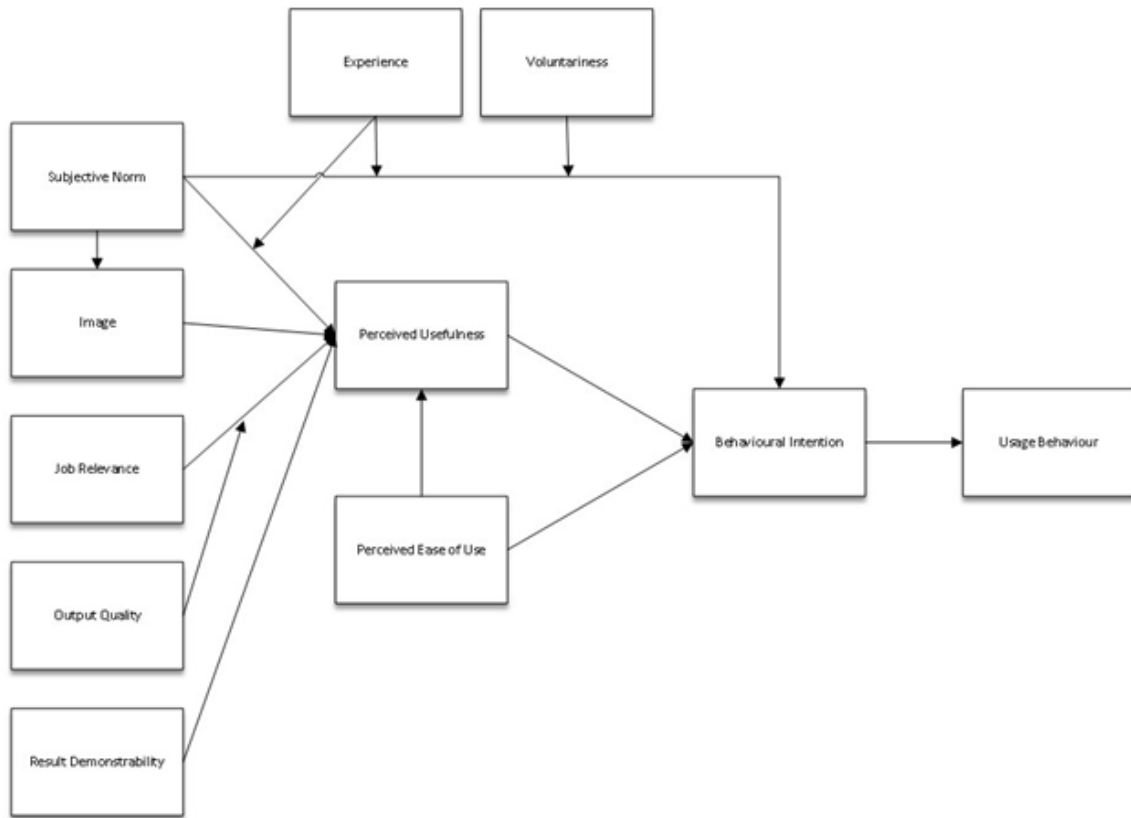 Experience
Voluntariness
Subjective Norm
Image
Perceived Usefulness
Job Relevance
Behavioural Intention
Usage Behaviour
Perceived Ease of Use
Output Quality
Result Demonstrability